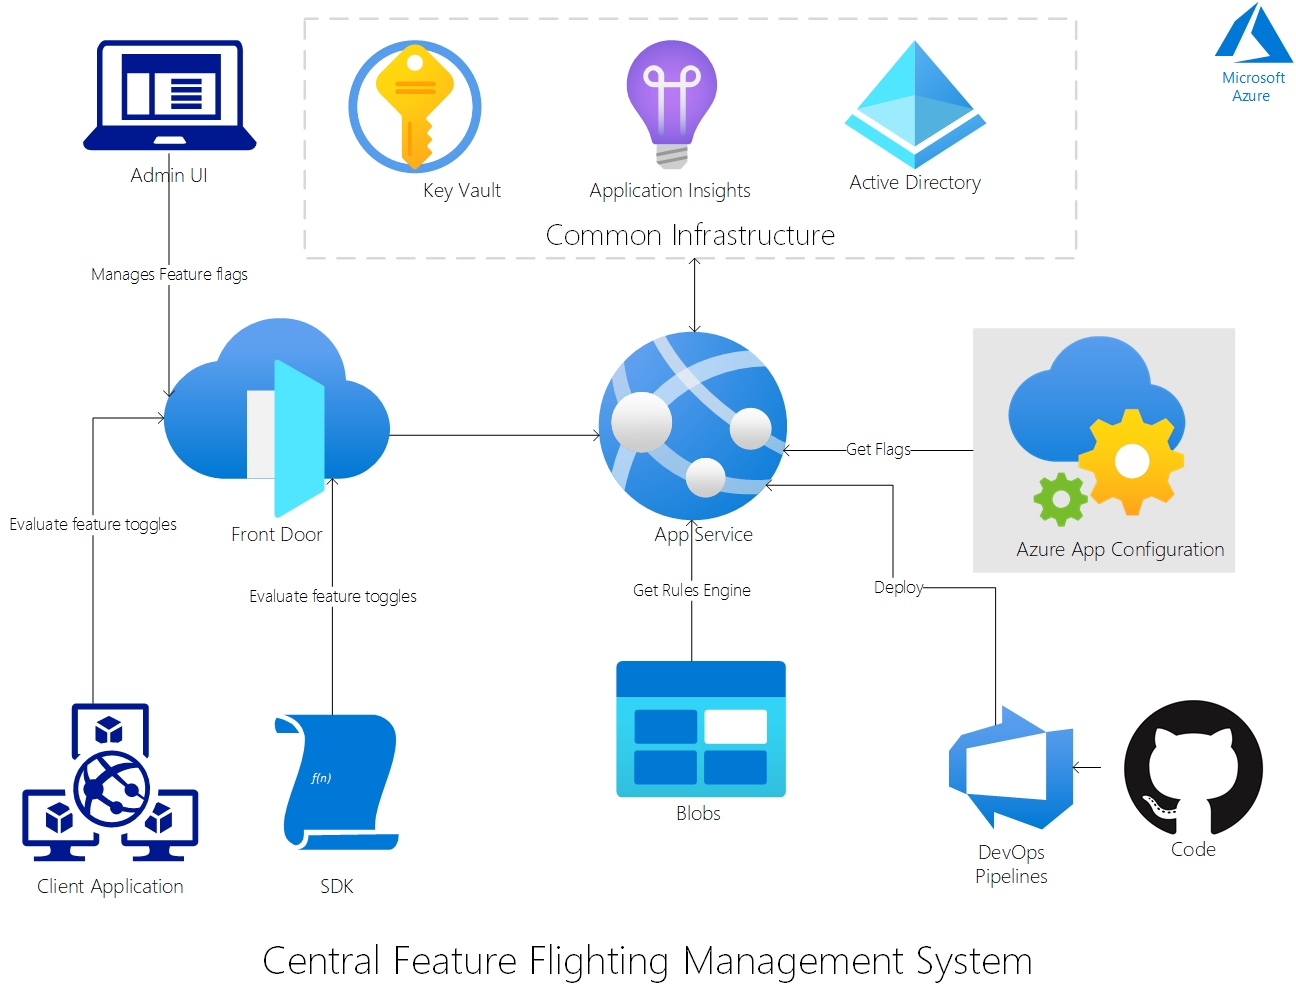 Microsoft
Azure
Admin UI
Key Vault
Application Insights
Active Directory
Common Infrastructure
Manages Feature flags
Get Flags
Evaluate feature toggles
Front Door
App Service
Azure App Configuration
Evaluate feature toggles
Get Rules Engine
Deploy
f(n)
Blobs
DevOps
Pipelines
Code
Client Application
SDK
Central Feature Flighting Management System